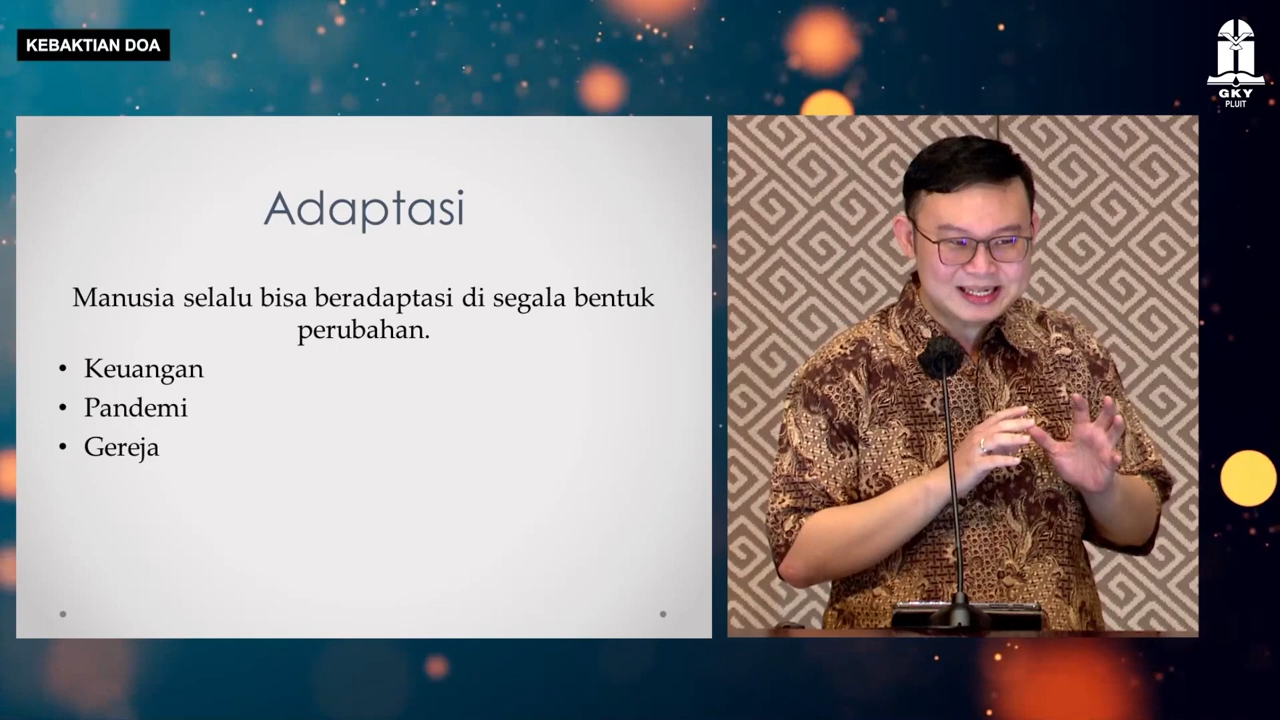 KEBAKTIAN DOA
GKY
PLUIT
Adaptasi
Manusia selalu bisa beradaptasi di segala bentuk
perubahan.
• Keuangan
• Pandemi
• Gereja